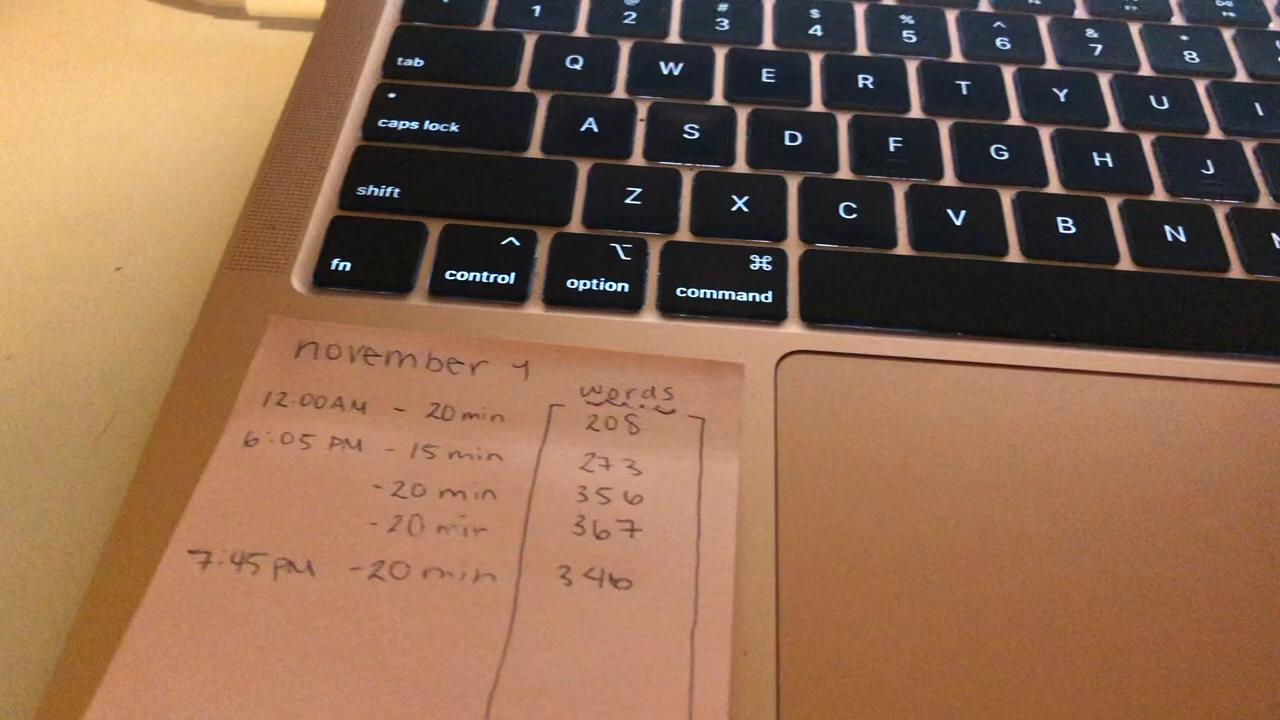 ! @ # $ % ^ & *
1 2 3 4 5 6 7 8
tab Q W E R T Y U I
caps lock A S D F G H J
shift Z X C V B N
fn control option command
november 1
words
12:00AM - 20 min 208
6:05 PM - 15 min 273
- 20 min 356
- 20 min 367
7:45 PM - 20 min 346